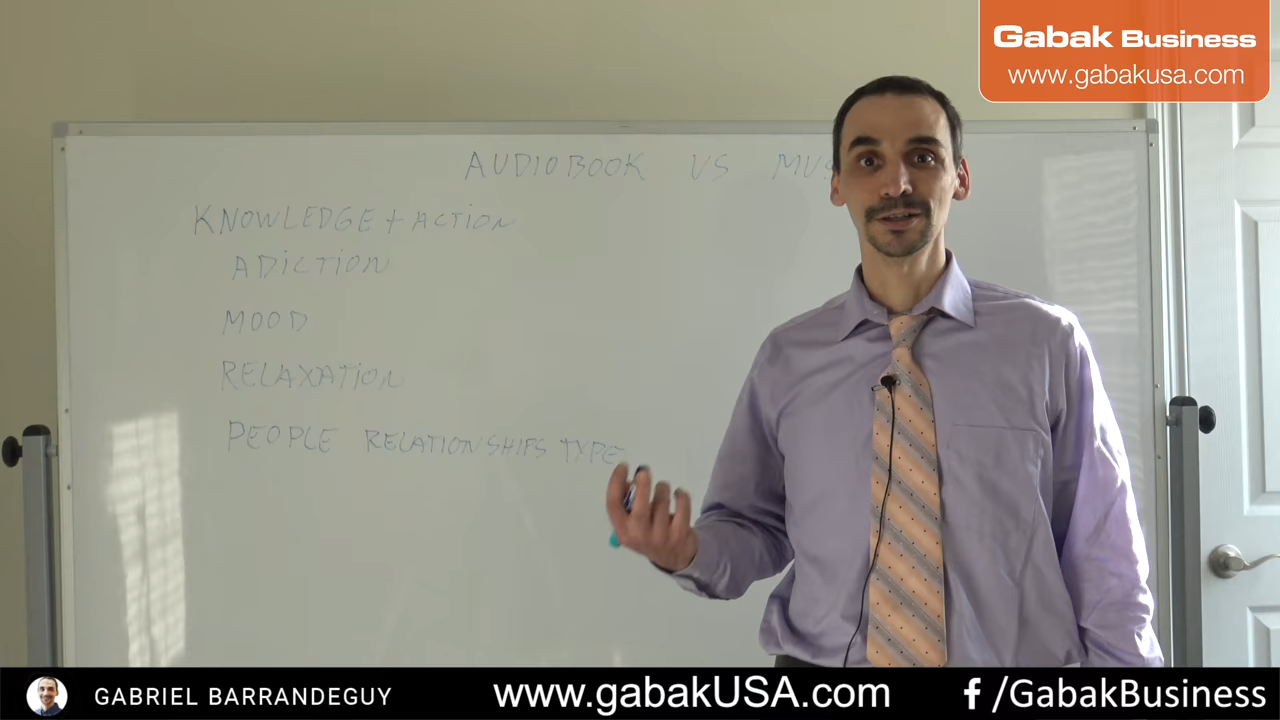 Gabak Business
www.gabakusa.com
AUDIOBOOK VS MUS
KNOWLEDGE + ACTION
ADICTION
MOOD
RELAXATION
PEOPLE RELATIONSHIPS TYPE
GABRIEL BARRANDEGUY
www.gabakUSA.com
f /GabakBusiness